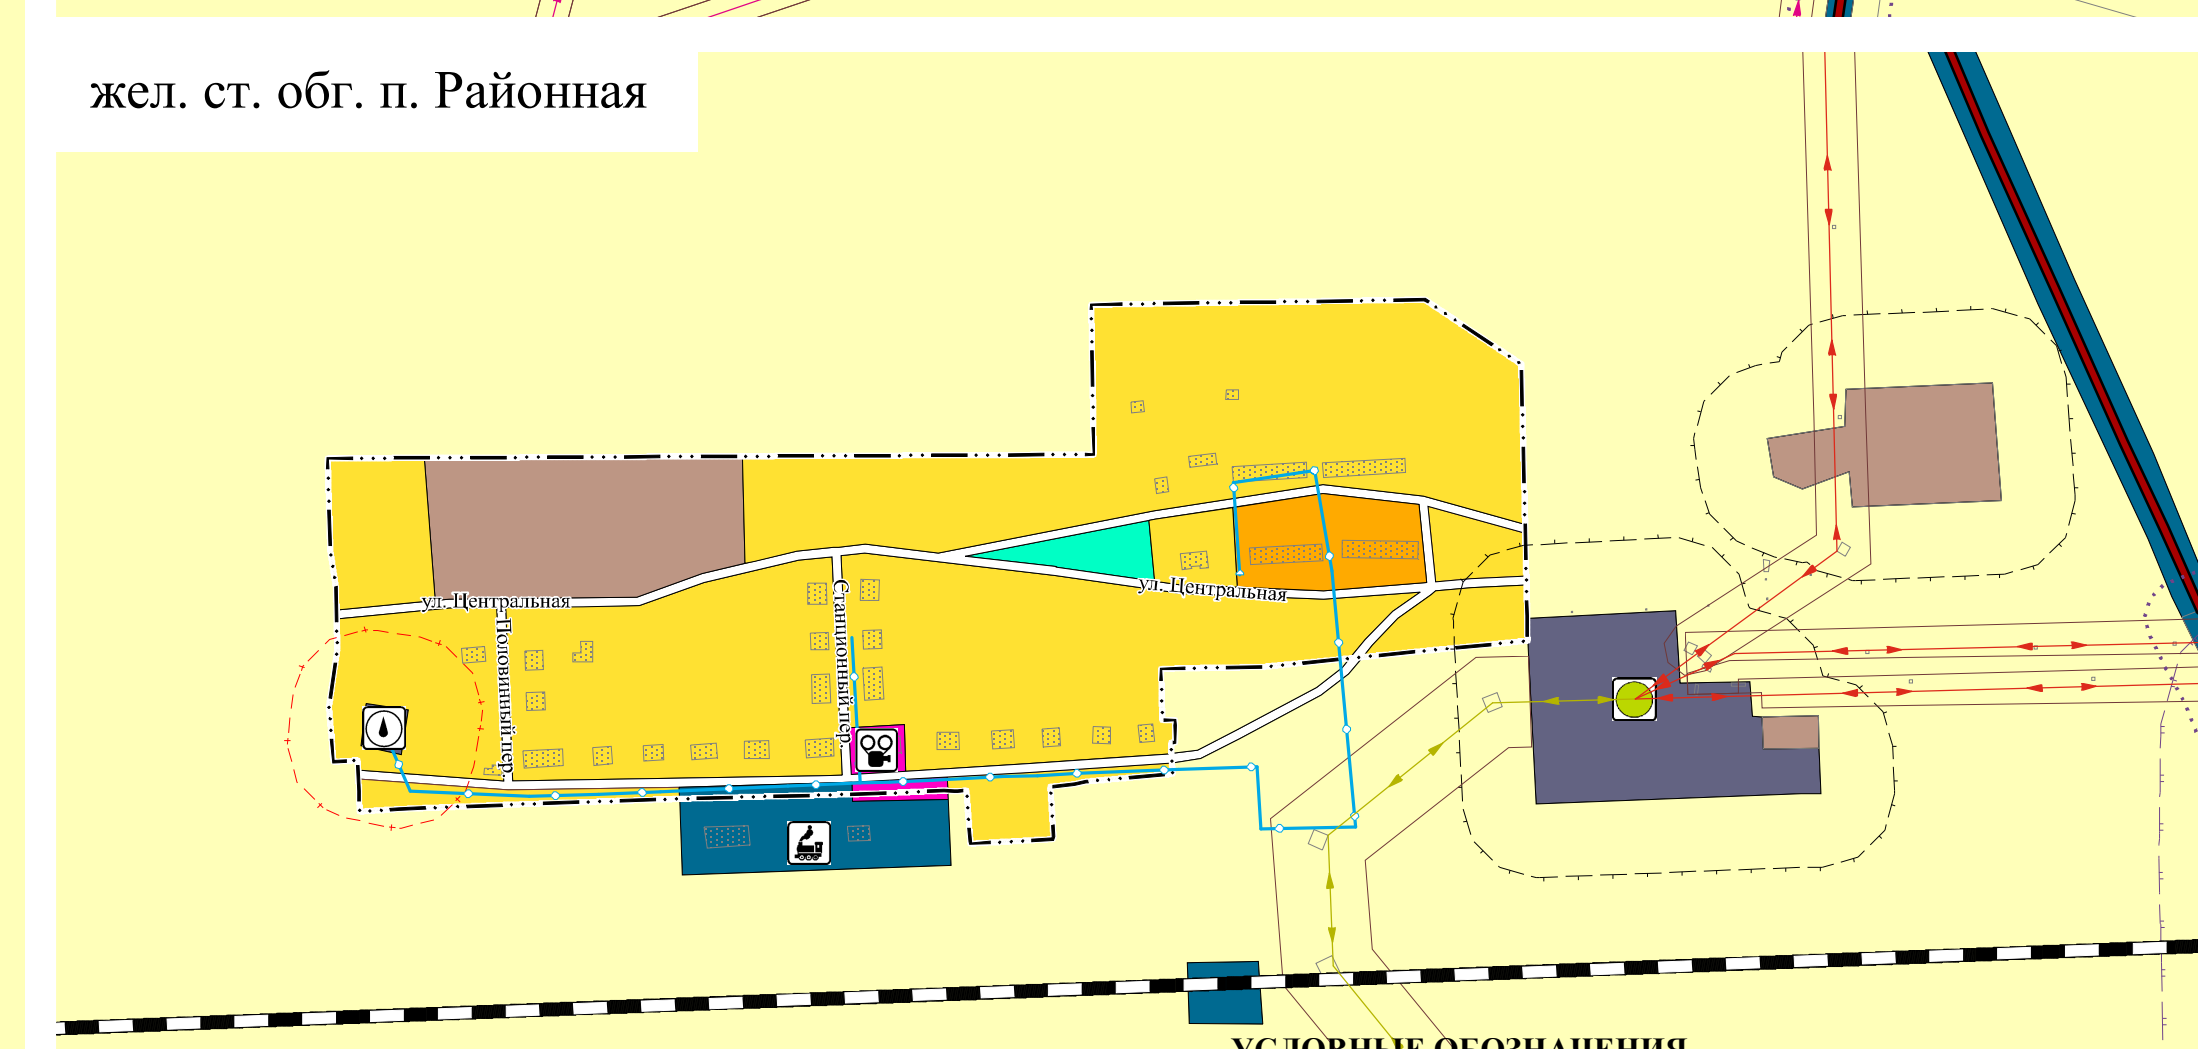 жел. ст. обг. п. Районная
ул. Центральная
ул. Центральная
Станционный пер.
Половинный пер.
УСЛОВНЫЕ ОБОЗНАЧЕНИЯ